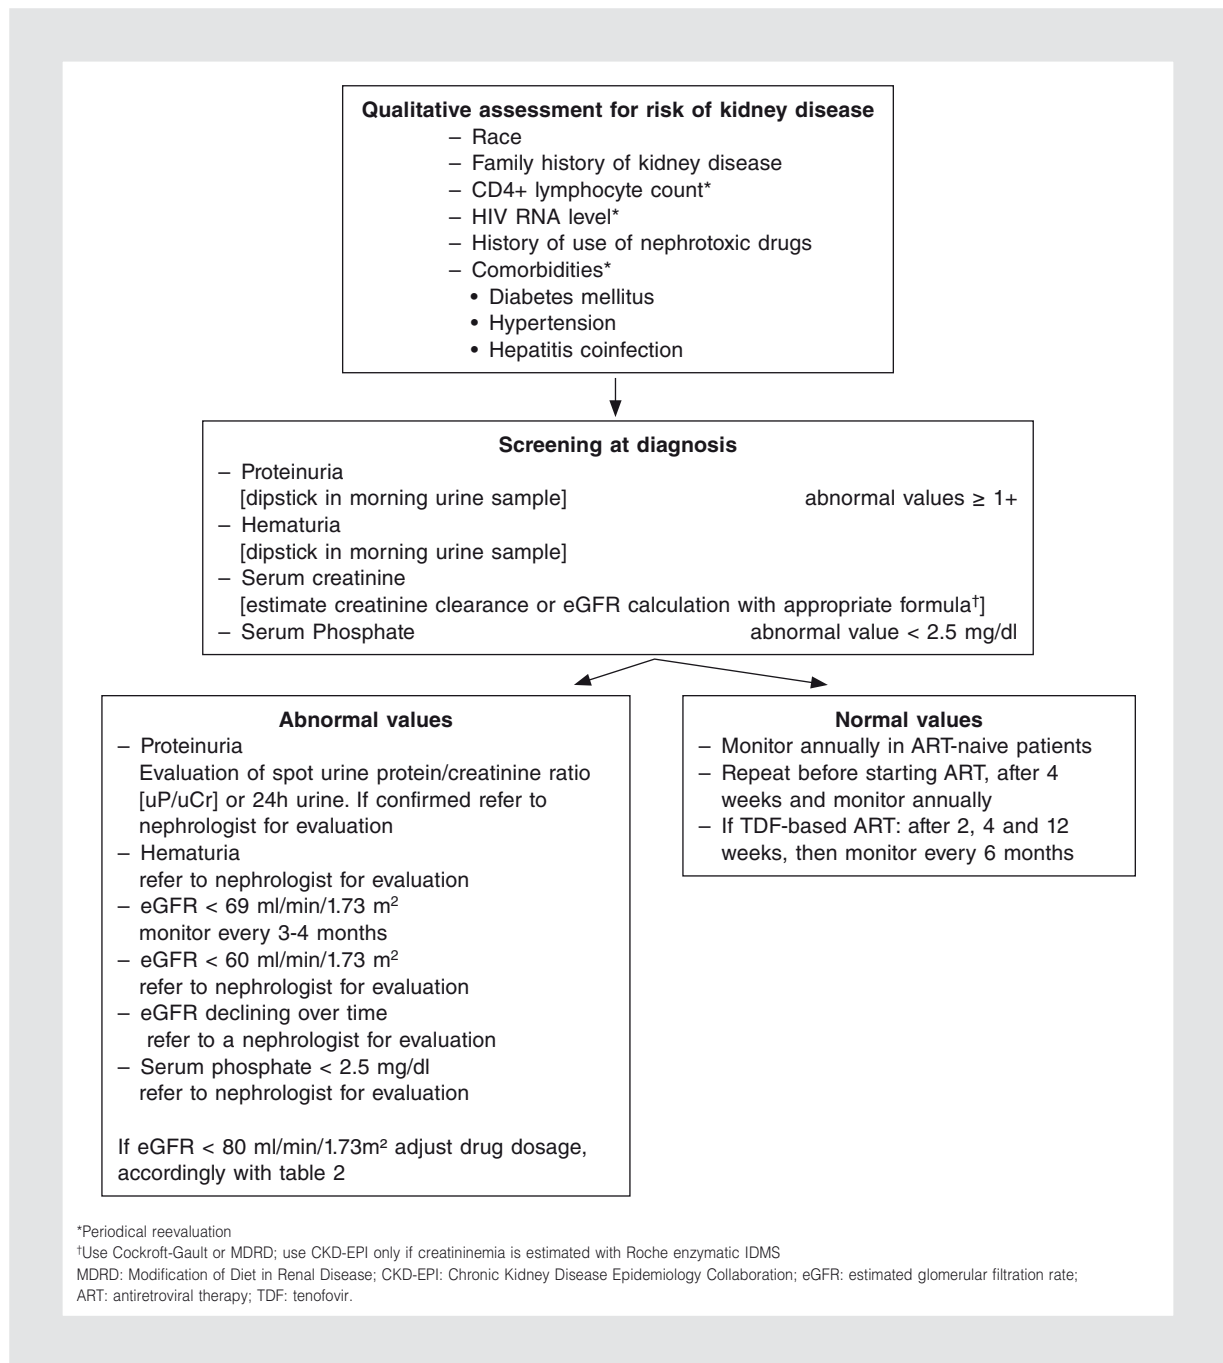 Qualitative assessment for risk of kidney disease
– Race
– Family history of kidney disease
– CD4+ lymphocyte count*
– HIV RNA level*
– History of use of nephrotoxic drugs
– Comorbidities*
• Diabetes mellitus
• Hypertension
• Hepatitis coinfection
Screening at diagnosis
– Proteinuria
[dipstick in morning urine sample] abnormal values ≥ 1+
– Hematuria
[dipstick in morning urine sample]
– Serum creatinine
[estimate creatinine clearance or eGFR calculation with appropriate formula†]
– Serum Phosphate abnormal value < 2.5 mg/dl
Abnormal values
– Proteinuria
Evaluation of spot urine protein/creatinine ratio
[uP/uCr] or 24h urine. If confirmed refer to
nephrologist for evaluation
– Hematuria
refer to nephrologist for evaluation
– eGFR < 69 ml/min/1.73 m²
monitor every 3-4 months
– eGFR < 60 ml/min/1.73 m²
refer to nephrologist for evaluation
– eGFR declining over time
refer to a nephrologist for evaluation
– Serum phosphate < 2.5 mg/dl
refer to nephrologist for evaluation
If eGFR < 80 ml/min/1.73m² adjust drug dosage,
accordingly with table 2
Normal values
– Monitor annually in ART-naive patients
– Repeat before starting ART, after 4
weeks and monitor annually
– If TDF-based ART: after 2, 4 and 12
weeks, then monitor every 6 months
*Periodical reevaluation
†Use Cockroft-Gault or MDRD; use CKD-EPI only if creatininemia is estimated with Roche enzymatic IDMS
MDRD: Modification of Diet in Renal Disease; CKD-EPI: Chronic Kidney Disease Epidemiology Collaboration; eGFR: estimated glomerular filtration rate;
ART: antiretroviral therapy; TDF: tenofovir.